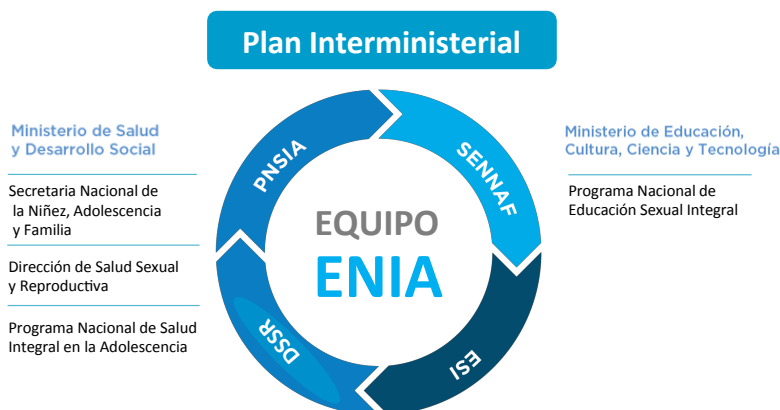 Plan Interministerial
Ministerio de Salud
y Desarrollo Social
Secretaria Nacional de
la Niñez, Adolescencia
y Familia
Dirección de Salud Sexual
y Reproductiva
Programa Nacional de Salud
Integral en la Adolescencia
PNSIA
SENNAF
EQUIPO
ENIA
DSSR
ESI
Ministerio de Educación,
Cultura, Ciencia y Tecnología
Programa Nacional de
Educación Sexual Integral